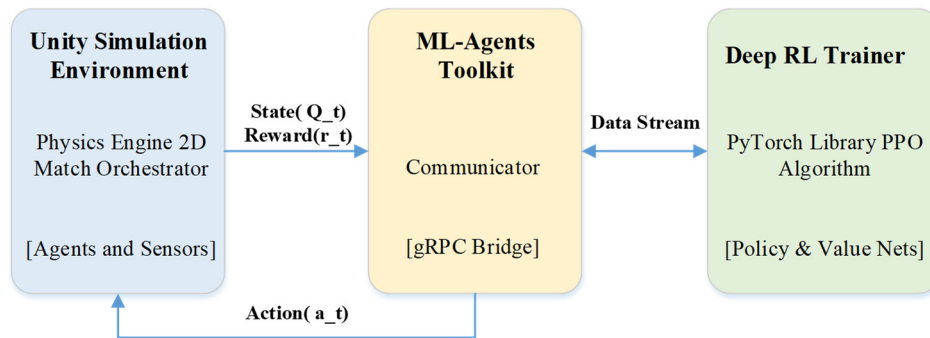 Unity Simulation
Environment
Physics Engine 2D
Match Orchestrator
[Agents and Sensors]
State( Q_t)
Reward(r_t)
Action( a_t)
ML-Agents
Toolkit
Communicator
[gRPC Bridge]
Data Stream
Deep RL Trainer
PyTorch Library PPO
Algorithm
[Policy & Value Nets]